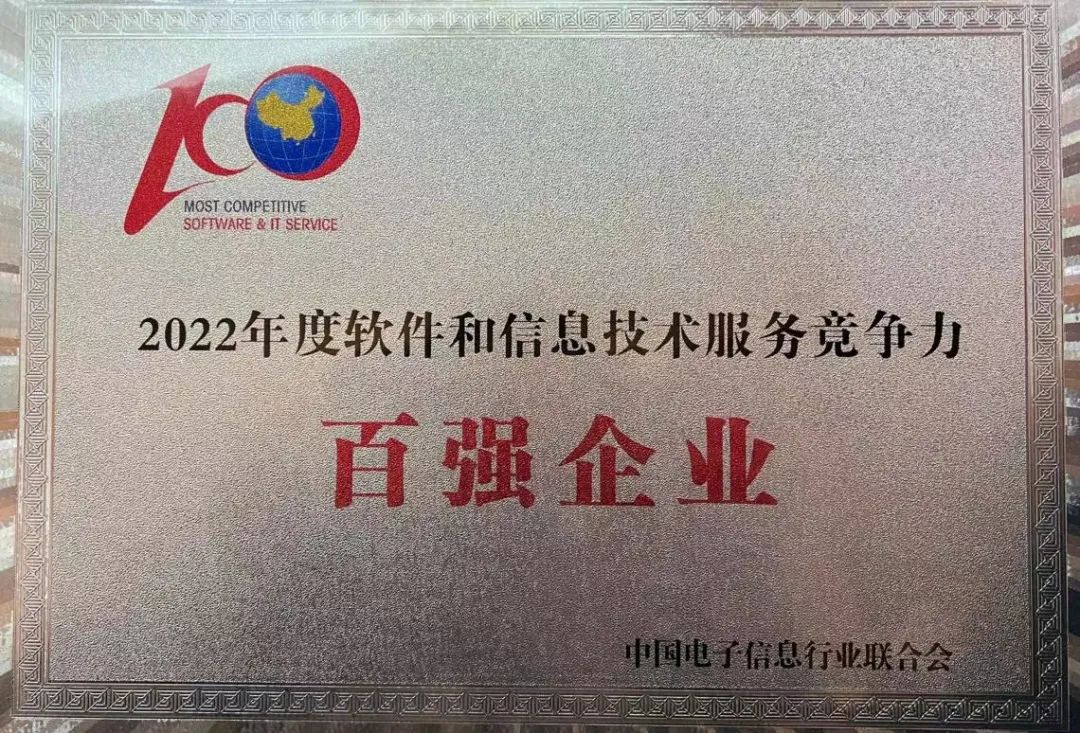 100
MOST COMPETITIVE
SOFTWARE & IT SERVICE
2022年度软件和信息技术服务竞争力
百强企业
中国电子信息行业联合会